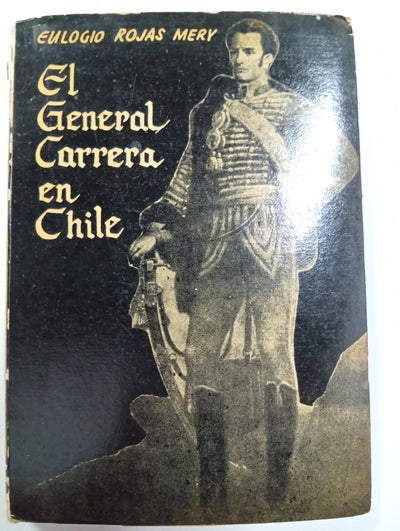 EULOGIO ROJAS MERY
El
General
Carrera
en
Chile